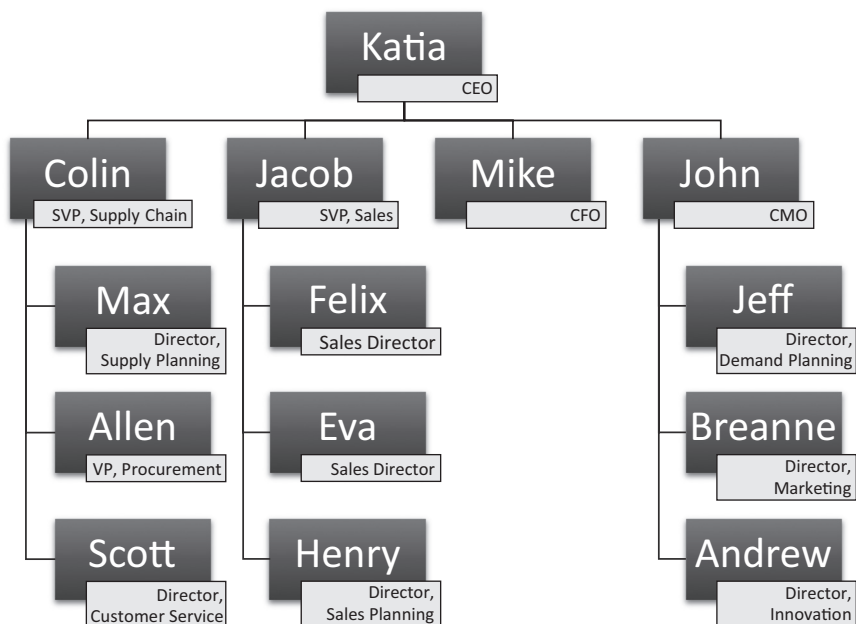 Katia
CEO
Colin
SVP, Supply Chain
Jacob
SVP, Sales
Mike
CFO
John
CMO
Max
Director,
Supply Planning
Felix
Sales Director
Jeff
Director,
Demand Planning
Allen
VP, Procurement
Eva
Sales Director
Breanne
Director,
Marketing
Scott
Director,
Customer Service
Henry
Director,
Sales Planning
Andrew
Director,
Innovation